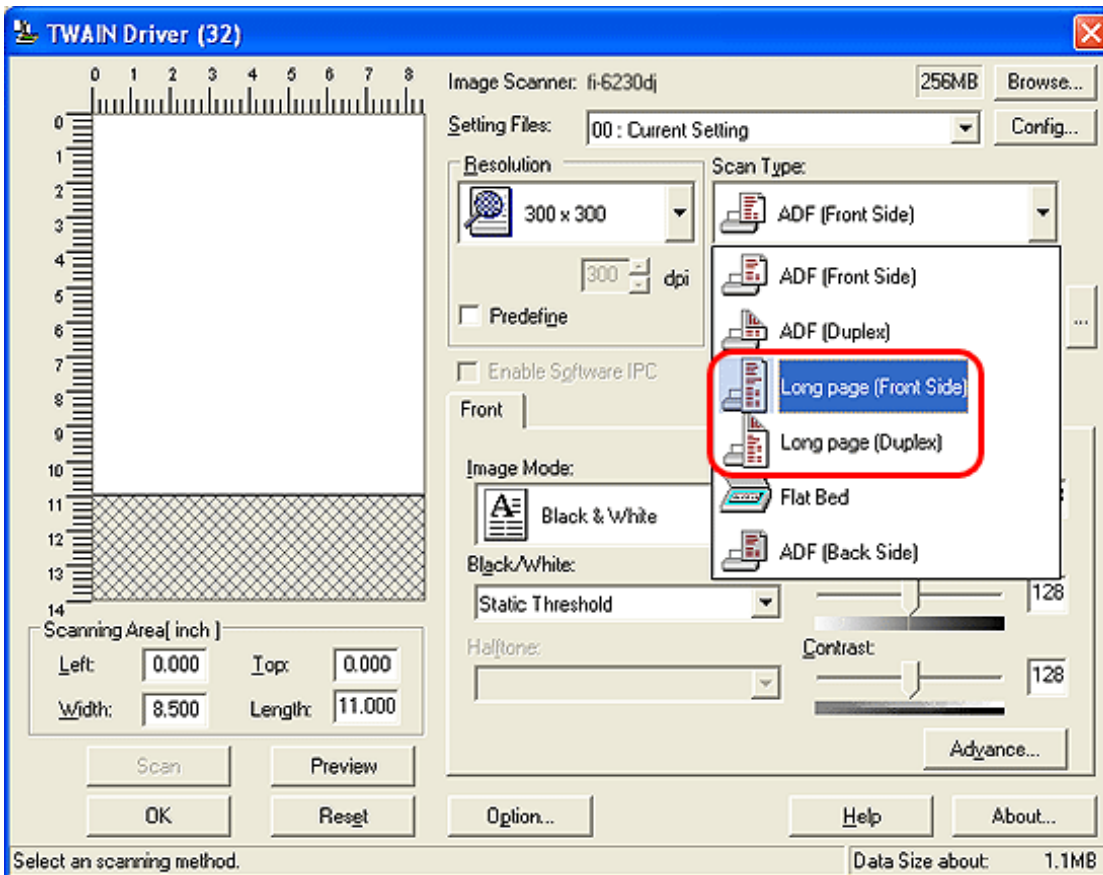 TWAIN Driver (32)
0 1 2 3 4 5 6 7 8
0
1
2
3
4
6
6
7
8
9
10
11
12
13
14
Scanning Area[ inch ]
Left: 0.000 Top: 0.000
Width: 8.500 Length: 11.000
Scan Preview
OK Reset
Image Scanner: fi-6230dj 256MB Browse...
Setting Files: 00 : Current Setting Config...
Resolution
300 x 300
300 dpi
Predefine
Scan Type:
ADF (Front Side)
ADF (Front Side)
ADF (Duplex)
Long page (Front Side)
Long page (Duplex)
Flat Bed
ADF (Back Side)
...
Enable Software IPC
Front
Image Mode:
Black & White
Black/White:
Static Threshold
128
Halftone:
Contrast:
128
Advance...
Option... Help About...
Select an scanning method. Data Size about: 1.1MB